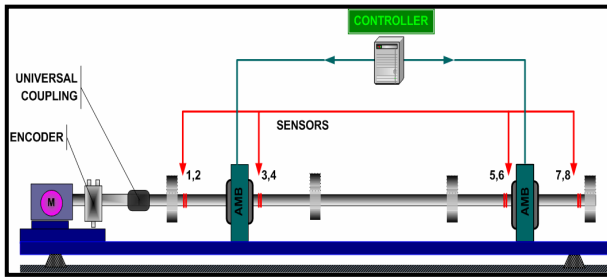 CONTROLLER
UNIVERSAL
COUPLING
ENCODER
SENSORS
1,2
3,4
5,6
7,8
M
AMB
AMB